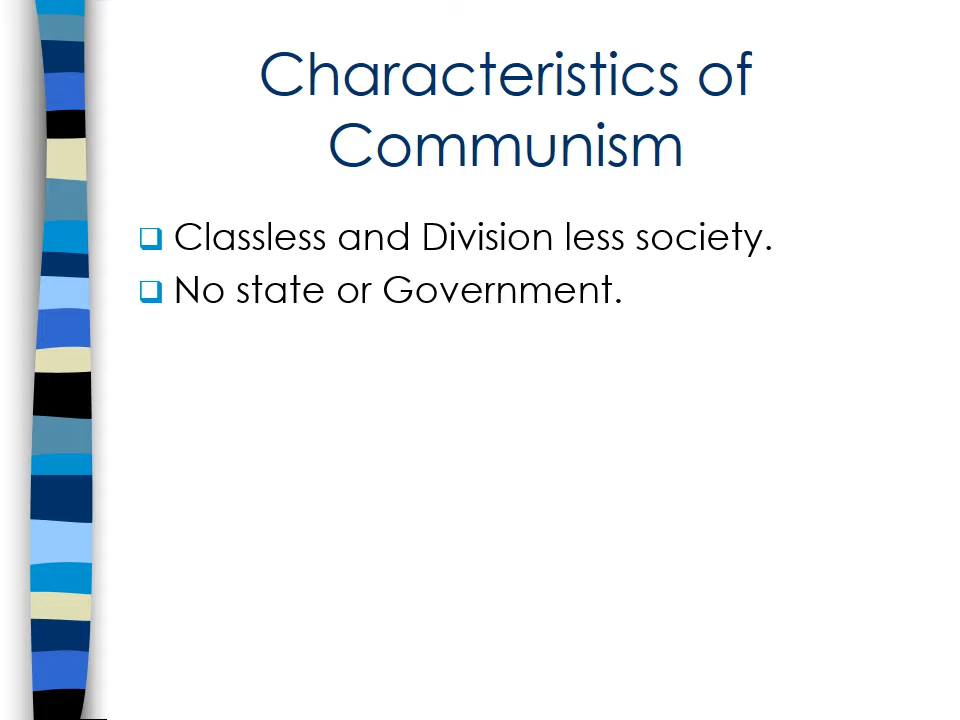 Characteristics of
Communism
Classless and Division less society.
No state or Government.